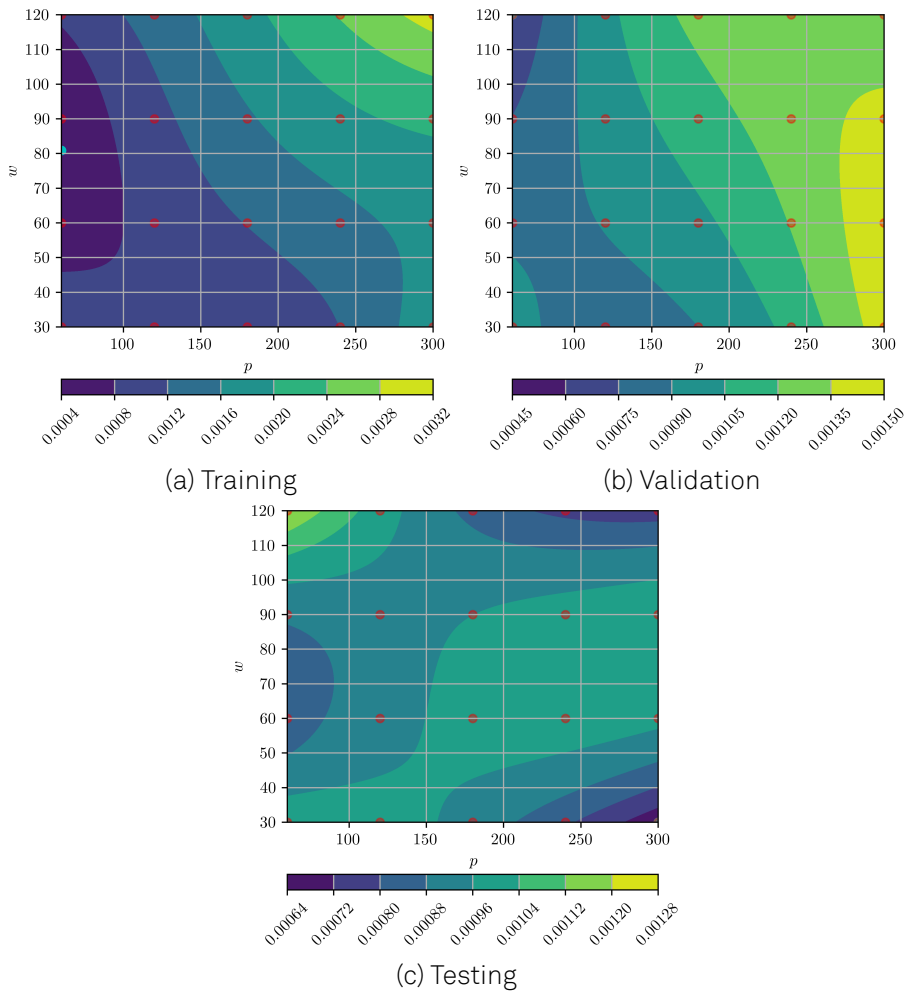 120 110 100 90 80 70 60 50 40 30
w
100 150 200 250 300
p
0.0004 0.0008 0.0012 0.0016 0.0020 0.0024 0.0028 0.0032
(a) Training
120 110 100 90 80 70 60 50 40 30
w
100 150 200 250 300
p
0.00045 0.00060 0.00075 0.00090 0.00105 0.00120 0.00135 0.00150
(b) Validation
120 110 100 90 80 70 60 50 40 30
w
100 150 200 250 300
p
0.00064 0.00072 0.00080 0.00088 0.00096 0.00104 0.00112 0.00120 0.00128
(c) Testing